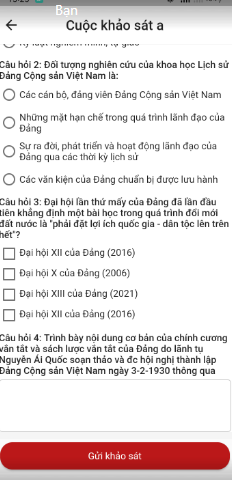 Bạn
Cuộc khảo sát a
Câu hỏi 2: Đối tượng nghiên cứu của khoa học Lịch sử
Đảng Cộng sản Việt Nam là:
Các cán bộ, đảng viên Đảng Cộng sản Việt Nam
Những mặt hạn chế trong quá trình lãnh đạo của
Đảng
Sự ra đời, phát triển và hoạt động lãnh đạo của
Đảng qua các thời kỳ lịch sử
Các văn kiện của Đảng chuẩn bị được lưu hành
Câu hỏi 3: Đại hội lần thứ mấy của Đảng đã lần đầu
tiên khẳng định một bài học trong quá trình đổi mới
đất nước là "phải đặt lợi ích quốc gia - dân tộc lên trên
hết"?
Đại hội XII của Đảng (2016)
Đại hội X của Đảng (2006)
Đại hội XIII của Đảng (2021)
Đại hội XII của Đảng (2016)
Câu hỏi 4: Trình bày nội dung cơ bản của chính cương
vắn tắt và sách lược vắn tắt của Đảng do lãnh tụ
Nguyễn Ái Quốc soạn thảo và đc hội nghị thành lập
Đảng Cộng sản Việt Nam ngày 3-2-1930 thông qua
Gửi khảo sát